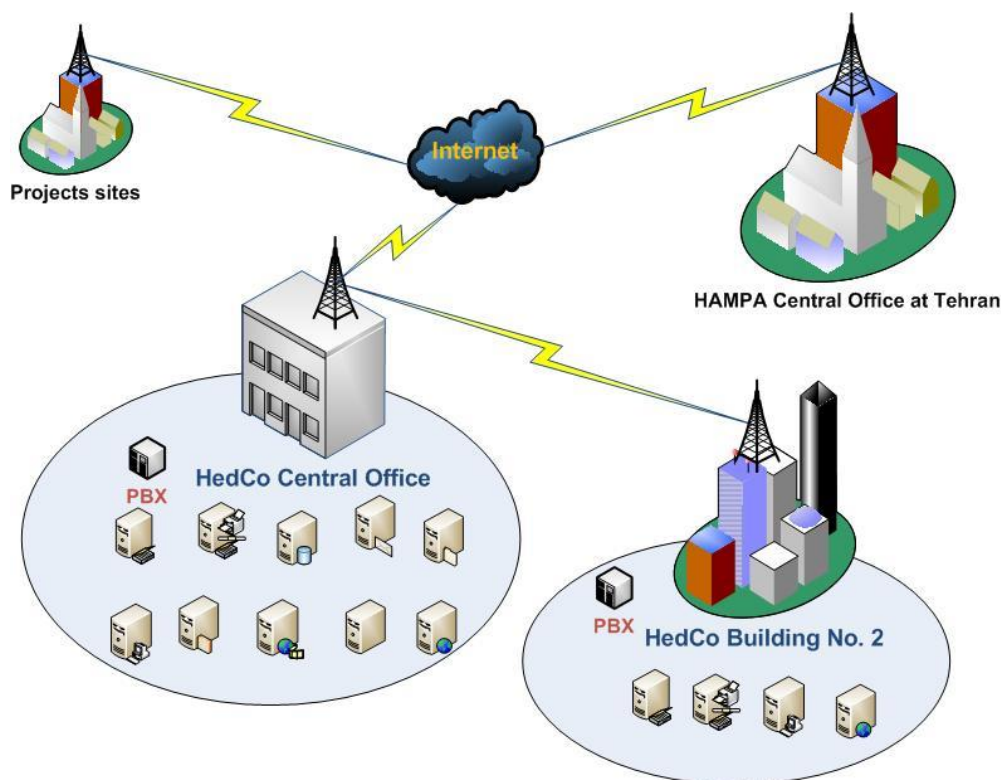 Internet
Projects sites
HAMPA Central Office at Tehran
HedCo Central Office
PBX
PBX
HedCo Building No. 2